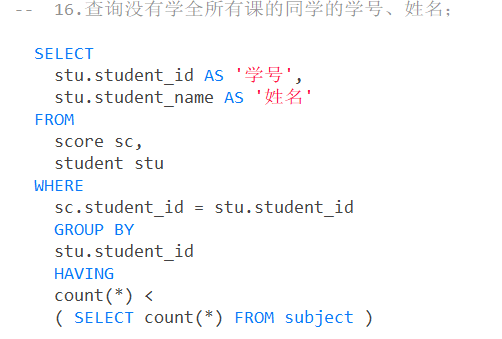 -- 16.查询没有学全所有课的同学的学号、姓名;
SELECT
stu.student_id AS '学号',
stu.student_name AS '姓名'
FROM
score sc,
student stu
WHERE
sc.student_id = stu.student_id
GROUP BY
stu.student_id
HAVING
count(*) <
( SELECT count(*) FROM subject )